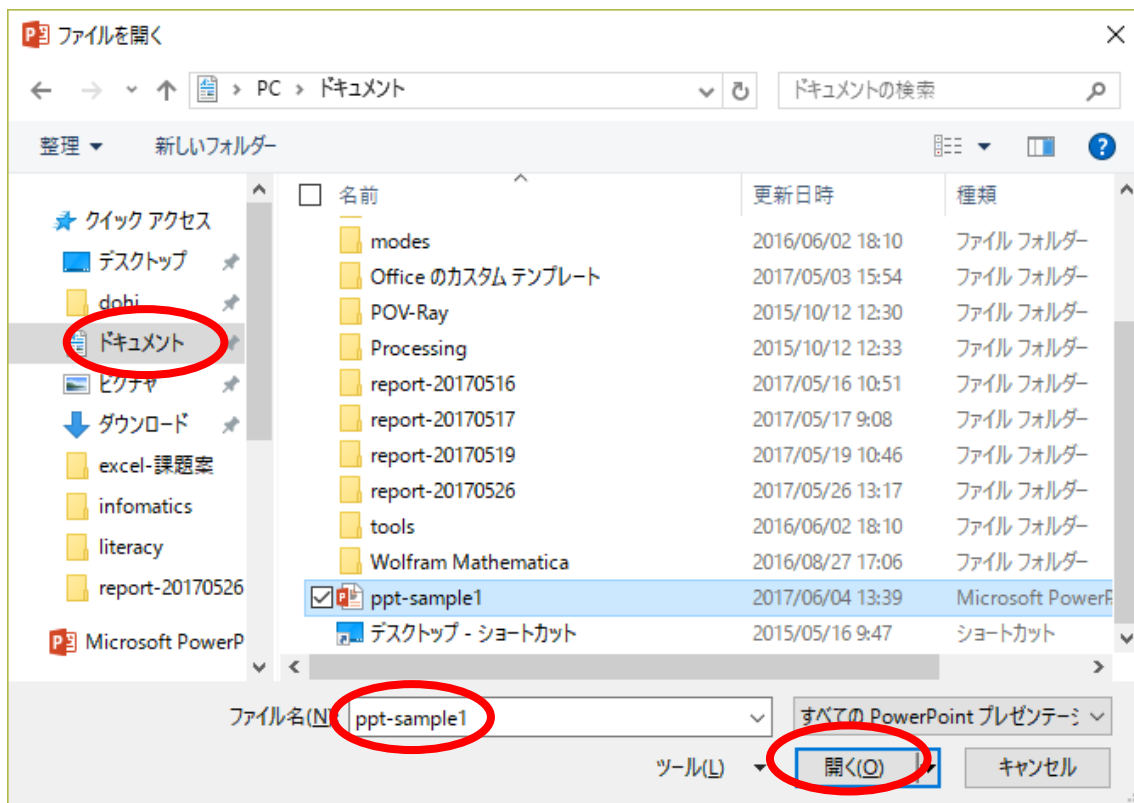 ファイルを開く
PC > ドキュメント
ドキュメントの検索
整理 新しいフォルダー
名前 更新日時 種類
クイック アクセス
デスクトップ
dohi
ドキュメント
ピクチャ
ダウンロード
excel-課題案
infomatics
literacy
report-20170526
Microsoft PowerP
modes 2016/06/02 18:10 ファイル フォルダー
Office のカスタム テンプレート 2017/05/03 15:54 ファイル フォルダー
POV-Ray 2015/10/12 12:30 ファイル フォルダー
Processing 2015/10/12 12:33 ファイル フォルダー
report-20170516 2017/05/16 10:51 ファイル フォルダー
report-20170517 2017/05/17 9:08 ファイル フォルダー
report-20170519 2017/05/19 10:46 ファイル フォルダー
report-20170526 2017/05/26 13:17 ファイル フォルダー
tools 2016/06/02 18:10 ファイル フォルダー
Wolfram Mathematica 2016/08/27 17:06 ファイル フォルダー
ppt-sample1 2017/06/04 13:39 Microsoft PowerP
デスクトップ - ショートカット 2015/05/16 9:47 ショートカット
ファイル名(N) ppt-sample1 すべての PowerPoint プレゼンテーシ
ツール(L) 開く(O) キャンセル